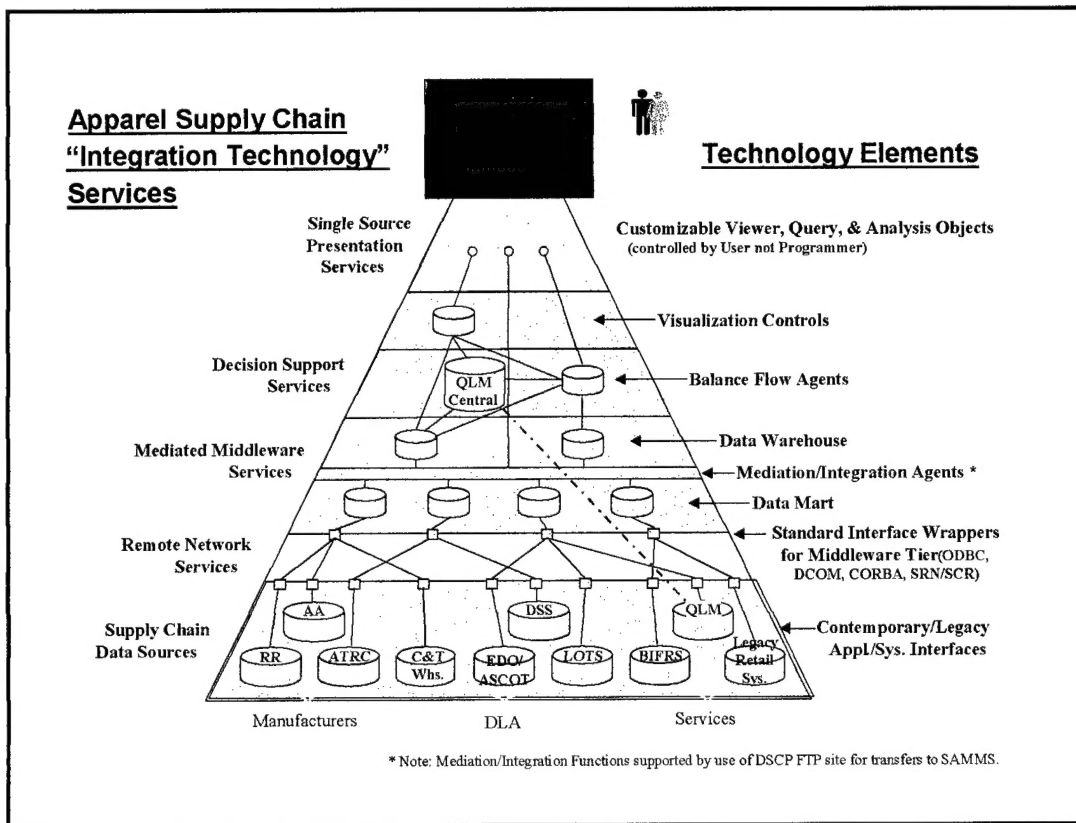 Apparel Supply Chain
“Integration Technology”
Services
Technology Elements
Single Source
Presentation
Services
Customizable Viewer, Query, & Analysis Objects
(controlled by User not Programmer)
Visualization Controls
Decision Support
Services
QLM
Central
Balance Flow Agents
Mediated Middleware
Services
Data Warehouse
Mediation/Integration Agents *
Data Mart
Remote Network
Services
Standard Interface Wrappers
for Middleware Tier(ODBC,
DCOM, CORBA, SRN/SCR)
Supply Chain
Data Sources
AA
DSS
QLM
Contemporary/Legacy
Appl./Sys. Interfaces
RR
ATRC
C&T
Whs.
EDO/
ASCOT
LOTS
BIFRS
Legacy
Retail
Sys.
Manufacturers
DLA
Services
* Note: Mediation/Integration Functions supported by use of DSCP FTP site for transfers to SAMMS.